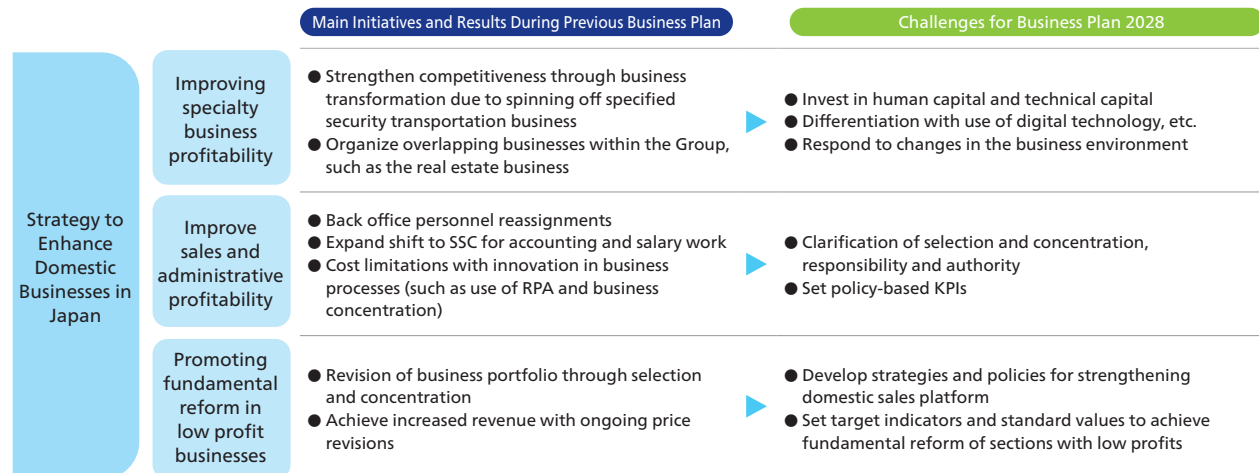 Main Initiatives and Results During Previous Business Plan
Challenges for Business Plan 2028
Strategy to
Enhance
Domestic
Businesses in
Japan
Improving
specialty
business
profitability
● Strengthen competitiveness through business
transformation due to spinning off specified
security transportation business
● Organize overlapping businesses within the Group,
such as the real estate business
● Invest in human capital and technical capital
● Differentiation with use of digital technology, etc.
● Respond to changes in the business environment
Improve
sales and
administrative
profitability
● Back office personnel reassignments
● Expand shift to SSC for accounting and salary work
● Cost limitations with innovation in business
processes (such as use of RPA and business
concentration)
● Clarification of selection and concentration,
responsibility and authority
● Set policy-based KPIs
Promoting
fundamental
reform in
low profit
businesses
● Revision of business portfolio through selection
and concentration
● Achieve increased revenue with ongoing price
revisions
● Develop strategies and policies for strengthening
domestic sales platform
● Set target indicators and standard values to achieve
fundamental reform of sections with low profits